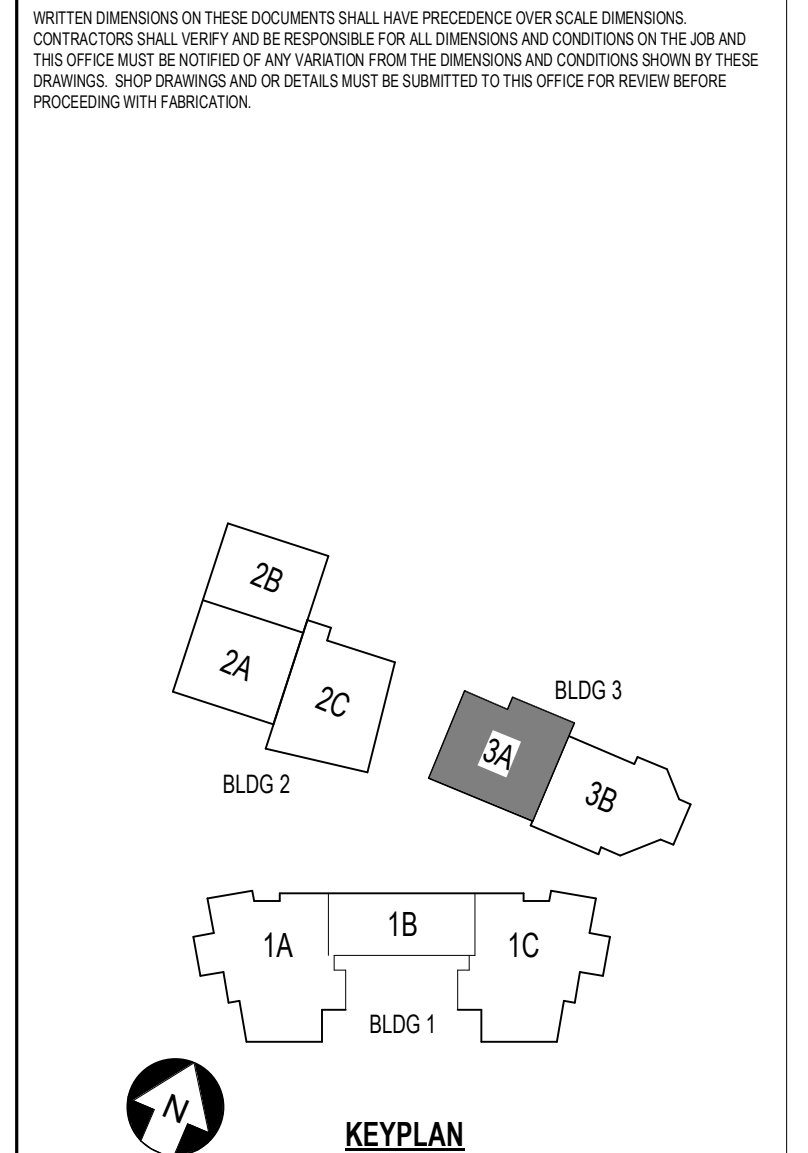 WRITTEN DIMENSIONS ON THESE DOCUMENTS SHALL HAVE PRECEDENCE OVER SCALE DIMENSIONS.
CONTRACTORS SHALL VERIFY AND BE RESPONSIBLE FOR ALL DIMENSIONS AND CONDITIONS ON THE JOB AND
THIS OFFICE MUST BE NOTIFIED OF ANY VARIATION FROM THE DIMENSIONS AND CONDITIONS SHOWN BY THESE
DRAWINGS. SHOP DRAWINGS AND OR DETAILS MUST BE SUBMITTED TO THIS OFFICE FOR REVIEW BEFORE
PROCEEDING WITH FABRICATION.
2B
2A
2C
BLDG 2
BLDG 3
3A
3B
1A
1B
1C
BLDG 1
N
KEYPLAN